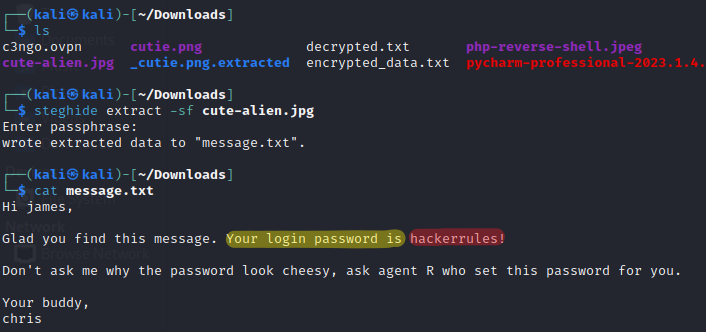 ┌──(kali㉿kali)-[~/Downloads]
└─$ ls
c3ngo.ovpn cutie.png decrypted.txt php-reverse-shell.jpeg
cute-alien.jpg _cutie.png.extracted encrypted_data.txt pycharm-professional-2023.1.4.
┌──(kali㉿kali)-[~/Downloads]
└─$ steghide extract -sf cute-alien.jpg
Enter passphrase:
wrote extracted data to "message.txt".
┌──(kali㉿kali)-[~/Downloads]
└─$ cat message.txt
Hi james,
Glad you find this message. Your login password is hackerrules!
Browse Network
Don't ask me why the password look cheesy, ask agent R who set this password for you.
Your buddy,
chris